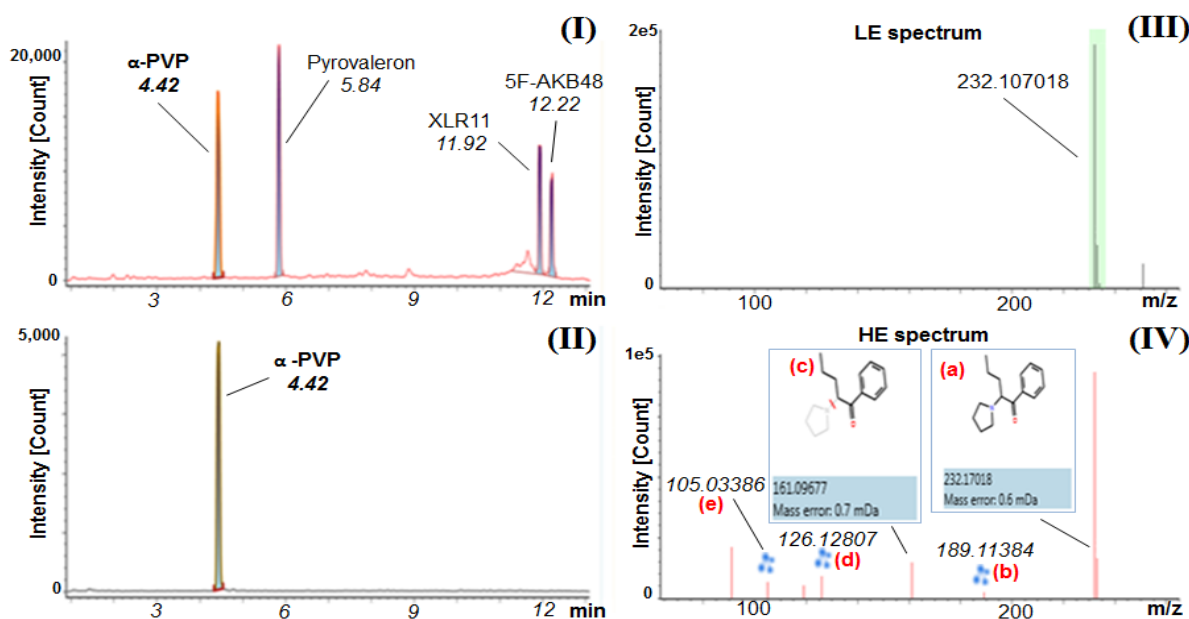 (I)
20,000
α-PVP
4.42
Pyrovaleron
5.84
5F-AKB48
12.22
XLR11
11.92
Intensity [Count]
0
3
6
9
12
min
(II)
5,000
α -PVP
4.42
Intensity [Count]
0
3
6
9
12
min
(III)
LE spectrum
2e5
232.107018
Intensity [Count]
0
100
200
m/z
(IV)
HE spectrum
1e5
(c)
(a)
N
161.09677
Mass error: 0.7 mDa
232.17018
Mass error: 0.6 mDa
105.03386
(e)
126.12807
(d)
189.11384
(b)
Intensity [Count]
0
100
200
m/z